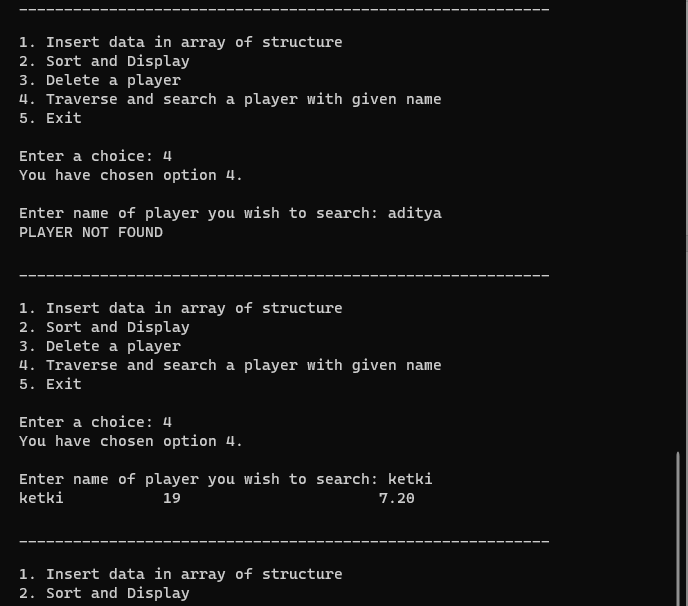 ___________________________________________________________
1. Insert data in array of structure
2. Sort and Display
3. Delete a player
4. Traverse and search a player with given name
5. Exit
Enter a choice: 4
You have chosen option 4.
Enter name of player you wish to search: aditya
PLAYER NOT FOUND
___________________________________________________________
1. Insert data in array of structure
2. Sort and Display
3. Delete a player
4. Traverse and search a player with given name
5. Exit
Enter a choice: 4
You have chosen option 4.
Enter name of player you wish to search: ketki
ketki           19                      7.20
___________________________________________________________
1. Insert data in array of structure
2. Sort and Display